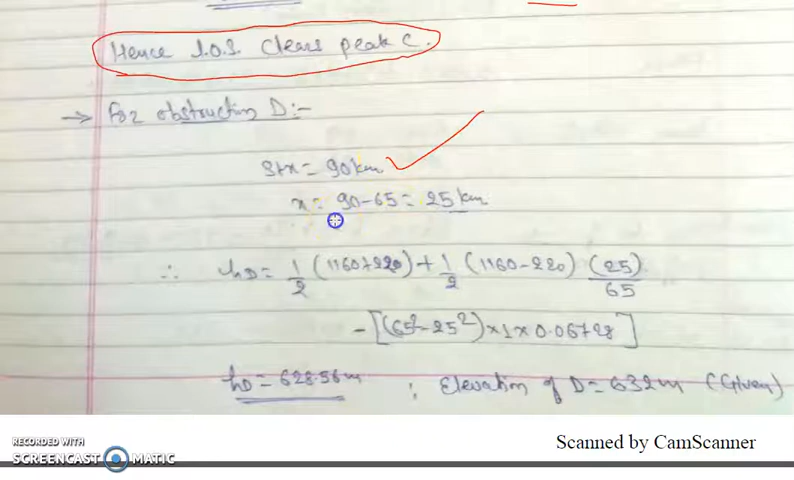 Hence l.o.s. Clears peak C.
→ For obstruction D:-
S+x = 90km
x = 90-65 = 25 km
∴ hD = 1/2 (1160+220) + 1/2 (1160-220) (25)/65
- [(65²-25²)×1×0.06728]
hD = 628.56m ; Elevation of D = 632m (Given)
RECORDED WITH
SCREENCAST MATIC
Scanned by CamScanner